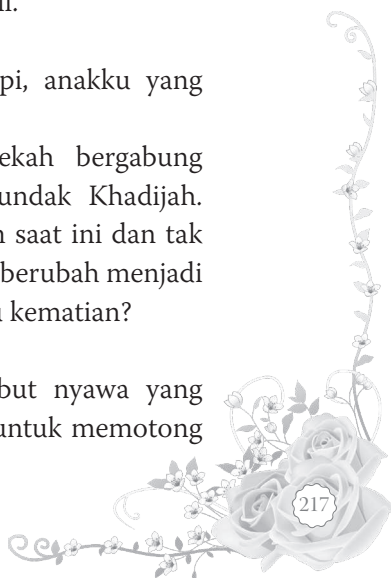 pi, anakku yang
ekah bergabung
undak Khadijah.
saat ini dan tak
berubah menjadi
kematian?
but nyawa yang
untuk memotong
217